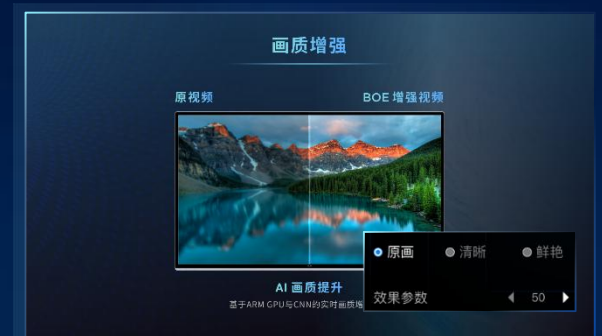 画质增强
原视频
BOE 增强视频
原画
清晰
鲜艳
AI 画质提升
效果参数
50
基于ARM GPU与CNN的实时画质增